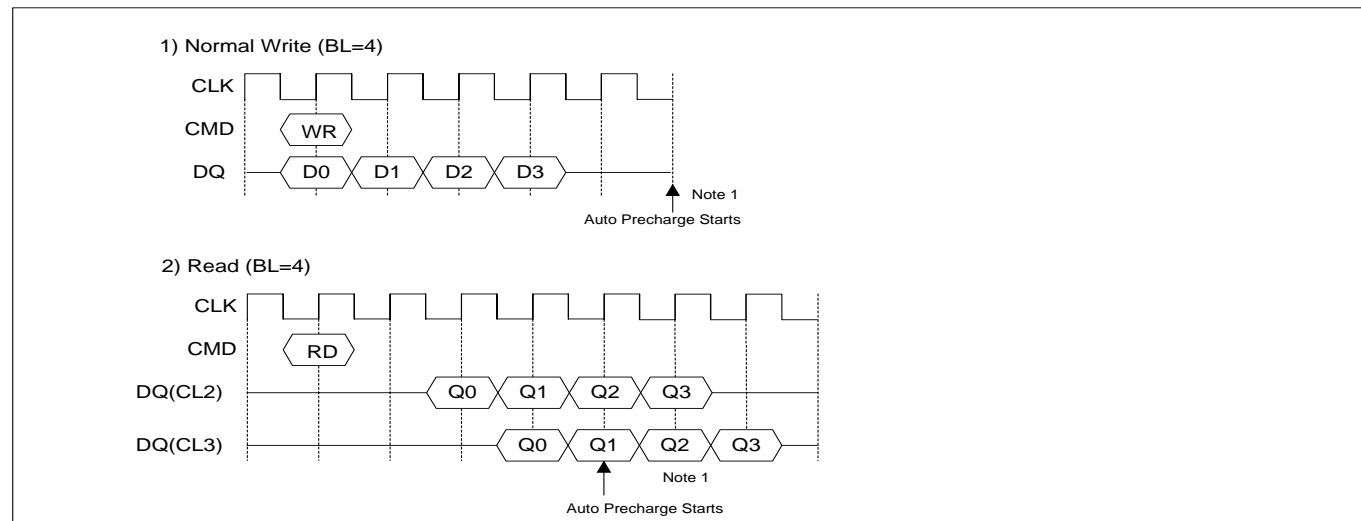 1) Normal Write (BL=4)
CLK
CMD WR
DQ D0 D1 D2 D3
Note 1
Auto Precharge Starts
2) Read (BL=4)
CLK
CMD RD
DQ(CL2) Q0 Q1 Q2 Q3
DQ(CL3) Q0 Q1 Q2 Q3
Note 1
Auto Precharge Starts